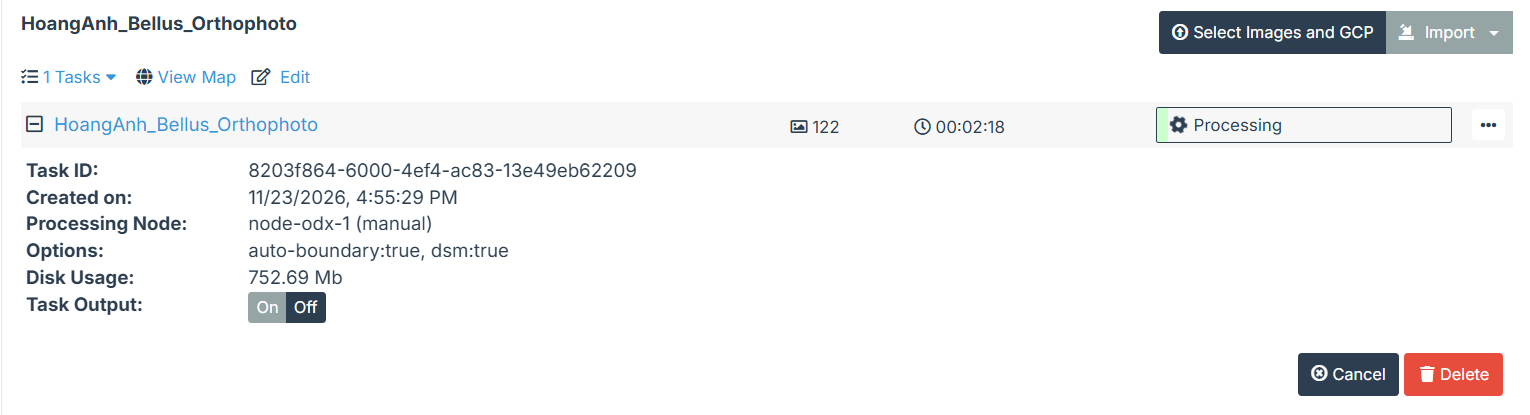 HoangAnh_Bellus_Orthophoto
Select Images and GCP Import
1 Tasks View Map Edit
HoangAnh_Bellus_Orthophoto 122 00:02:18 Processing
Task ID: 8203f864-6000-4ef4-ac83-13e49eb62209
Created on: 11/23/2026, 4:55:29 PM
Processing Node: node-odx-1 (manual)
Options: auto-boundary:true, dsm:true
Disk Usage: 752.69 Mb
Task Output: On Off
Cancel Delete